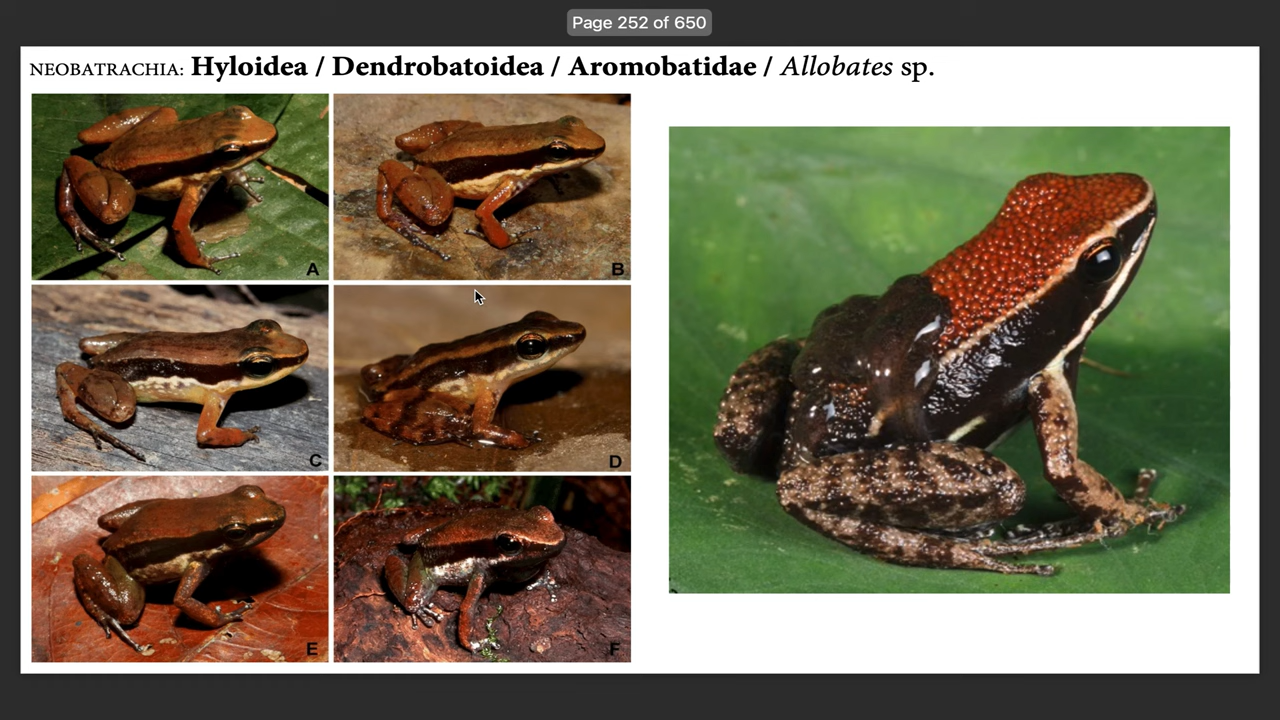 Page 252 of 650
NEOBATRACHIA: Hyloidea / Dendrobatoidea / Aromobatidae / Allobates sp.
A
B
C
D
E
F